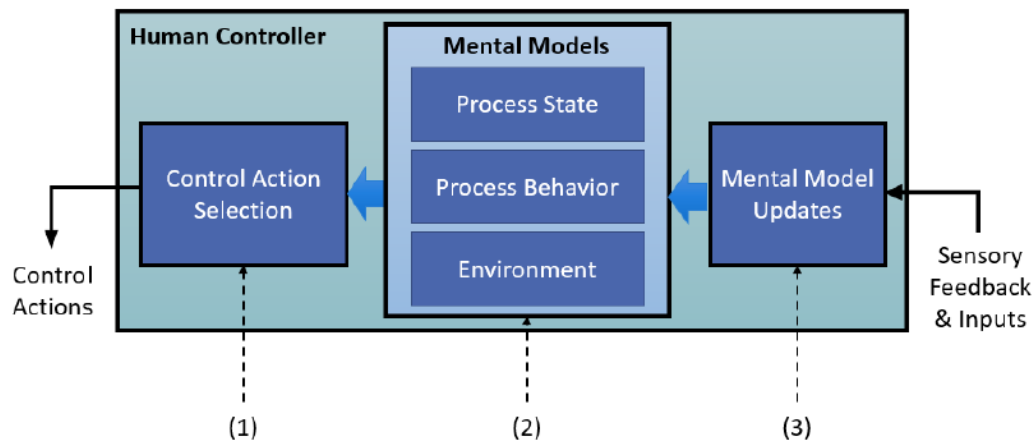 Human Controller
Mental Models
Process State
Process Behavior
Environment
Control Action
Selection
Mental Model
Updates
Control
Actions
Sensory
Feedback
& Inputs
(1)
(2)
(3)